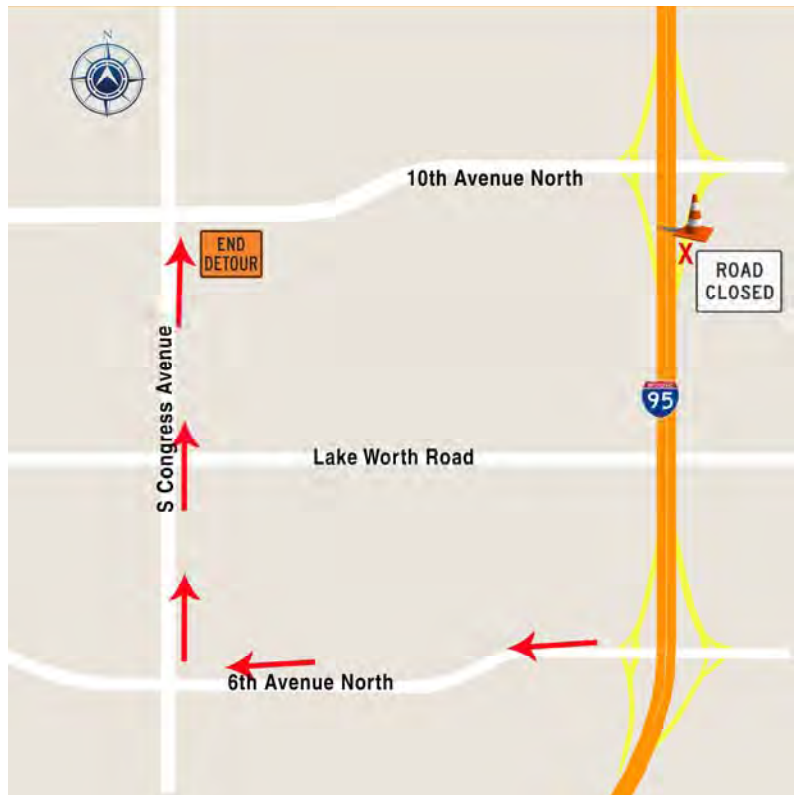 N
10th Avenue North
END
DETOUR
ROAD
CLOSED
X
S Congress Avenue
95
Lake Worth Road
6th Avenue North